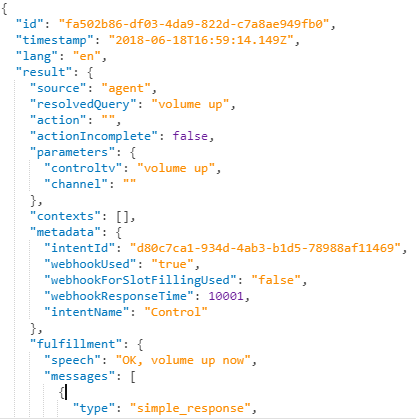 {
"id": "fa502b86-df03-4da9-822d-c7a8ae949fb0",
"timestamp": "2018-06-18T16:59:14.149Z",
"lang": "en",
"result": {
"source": "agent",
"resolvedQuery": "volume up",
"action": "",
"actionIncomplete": false,
"parameters": {
"controltv": "volume up",
"channel": ""
},
"contexts": [],
"metadata": {
"intentId": "d80c7ca1-934d-4ab3-b1d5-78988af11469",
"webhookUsed": "true",
"webhookForSlotFillingUsed": "false",
"webhookResponseTime": 10001,
"intentName": "Control"
},
"fulfillment": {
"speech": "OK, volume up now",
"messages": [
{
"type": "simple_response",